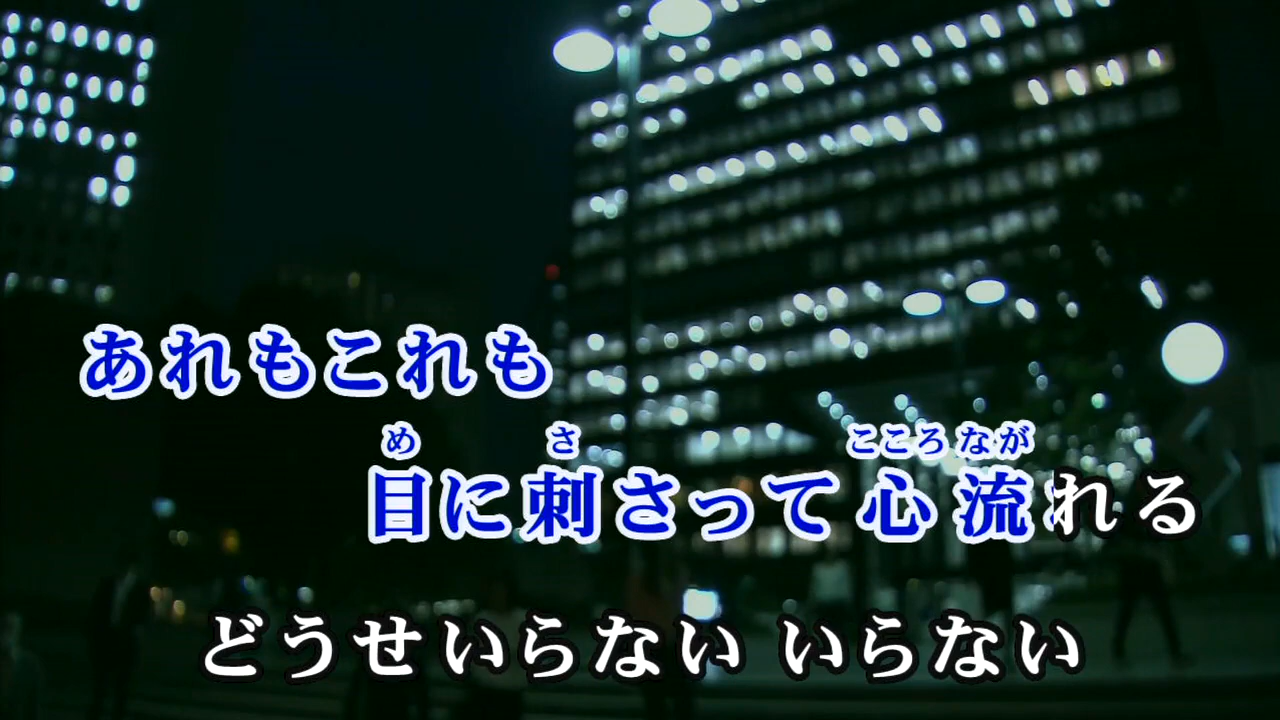 あれもこれも
め さ こころ なが
目に刺さって 心 流れる
どうせいらない いらない